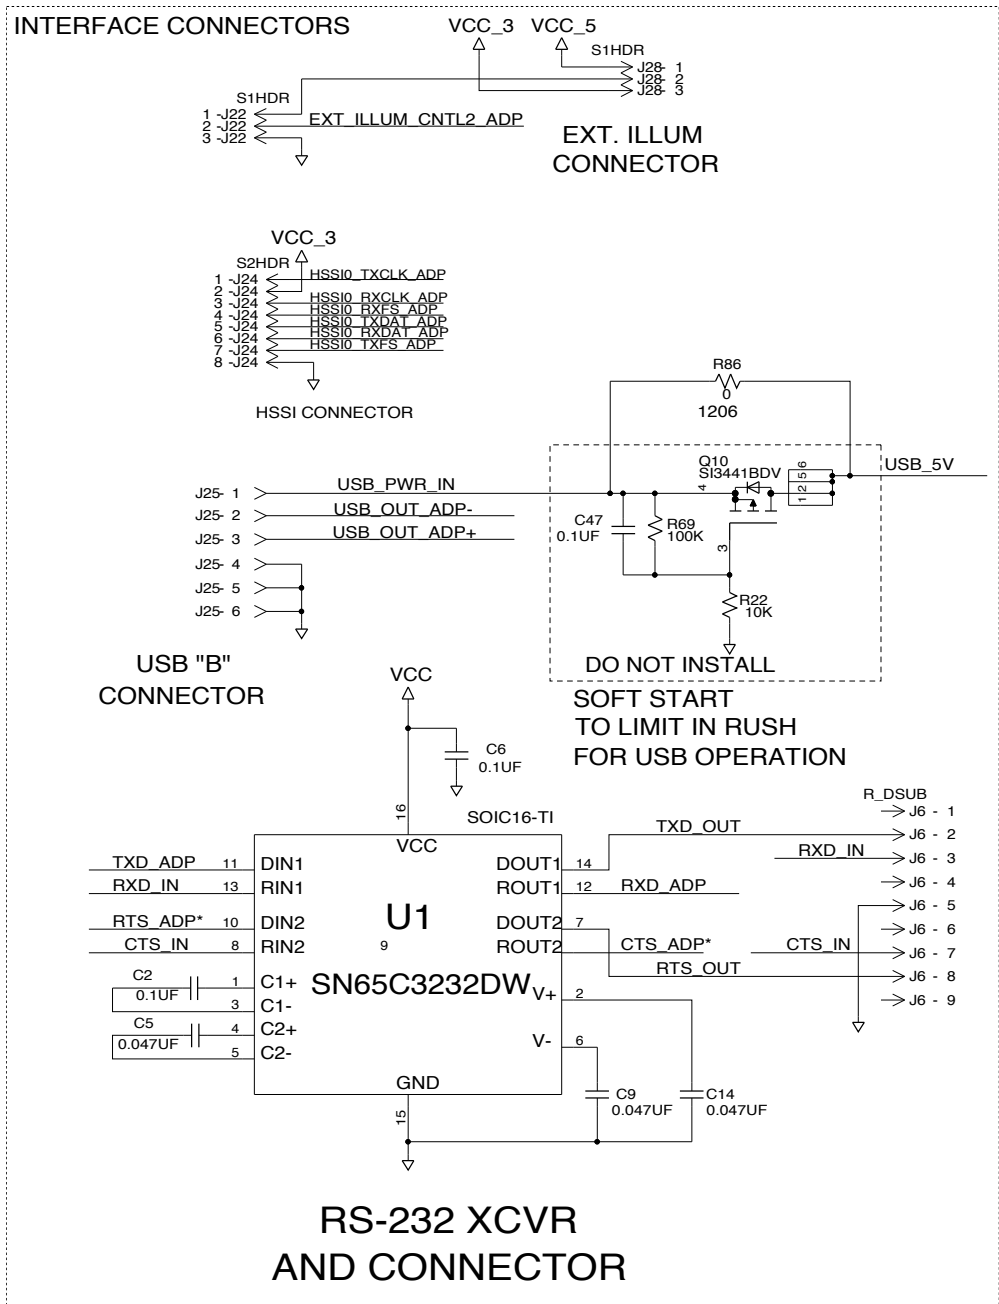 INTERFACE CONNECTORS
VCC_3 VCC_5
S1HDR
J28- 1
J28- 2
J28- 3
S1HDR
1 -J22
2 -J22 EXT_ILLUM_CNTL2_ADP
3 -J22
EXT. ILLUM
CONNECTOR
VCC_3
S2HDR
1 -J24 HSSI0_TXCLK_ADP
2 -J24
3 -J24 HSSI0_RXCLK_ADP
4 -J24 HSSI0_RXFS_ADP
5 -J24 HSSI0_TXDAT_ADP
6 -J24 HSSI0_RXDAT_ADP
7 -J24 HSSI0_TXFS_ADP
8 -J24
HSSI CONNECTOR
R86
0
1206
Q10
SI3441BDV
4
1 2 5 6
USB_5V
J25- 1 USB_PWR_IN
J25- 2 USB_OUT_ADP-
J25- 3 USB_OUT_ADP+
J25- 4
J25- 5
J25- 6
C47
0.1UF
R69
100K
3
R22
10K
DO NOT INSTALL
USB "B"
CONNECTOR
SOFT START
TO LIMIT IN RUSH
FOR USB OPERATION
VCC
C6
0.1UF
16
SOIC16-TI
VCC
TXD_ADP 11 DIN1
RXD_IN 13 RIN1
RTS_ADP* 10 DIN2
CTS_IN 8 RIN2
C2
0.1UF
1 C1+
3 C1-
C5
0.047UF
4 C2+
5 C2-
U1
9
SN65C3232DW
DOUT1 14 TXD_OUT
ROUT1 12 RXD_ADP
DOUT2 7
ROUT2 CTS_ADP*
RTS_OUT
V+ 2
V- 6
GND
15
C9
0.047UF
C14
0.047UF
R_DSUB
J6 - 1
J6 - 2
RXD_IN J6 - 3
J6 - 4
J6 - 5
J6 - 6
CTS_IN J6 - 7
J6 - 8
J6 - 9
RS-232 XCVR
AND CONNECTOR